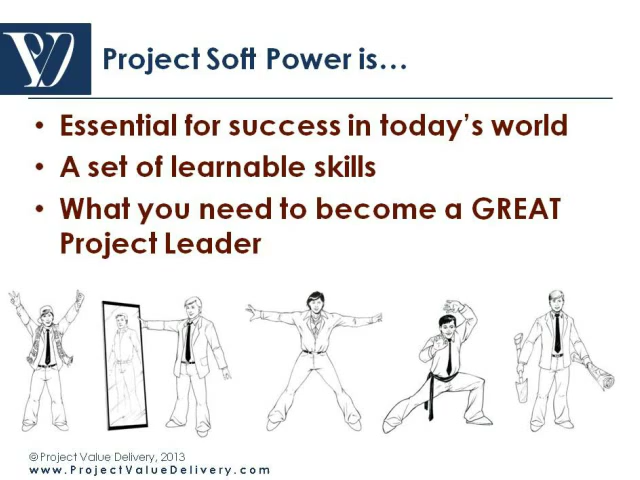 Project Soft Power is…
• Essential for success in today’s world
• A set of learnable skills
• What you need to become a GREAT
Project Leader
© Project Value Delivery, 2013
www.ProjectValueDelivery.com